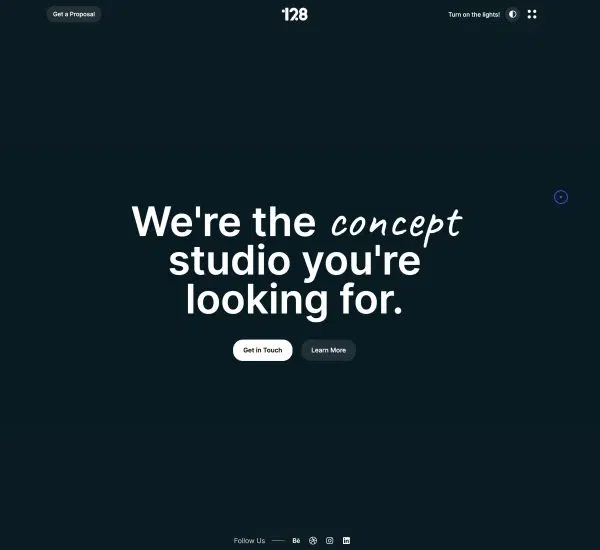 Get a Proposal
128
Turn on the lights!
We're the concept
studio you're
looking for.
Get in Touch
Learn More
Follow Us
Bē